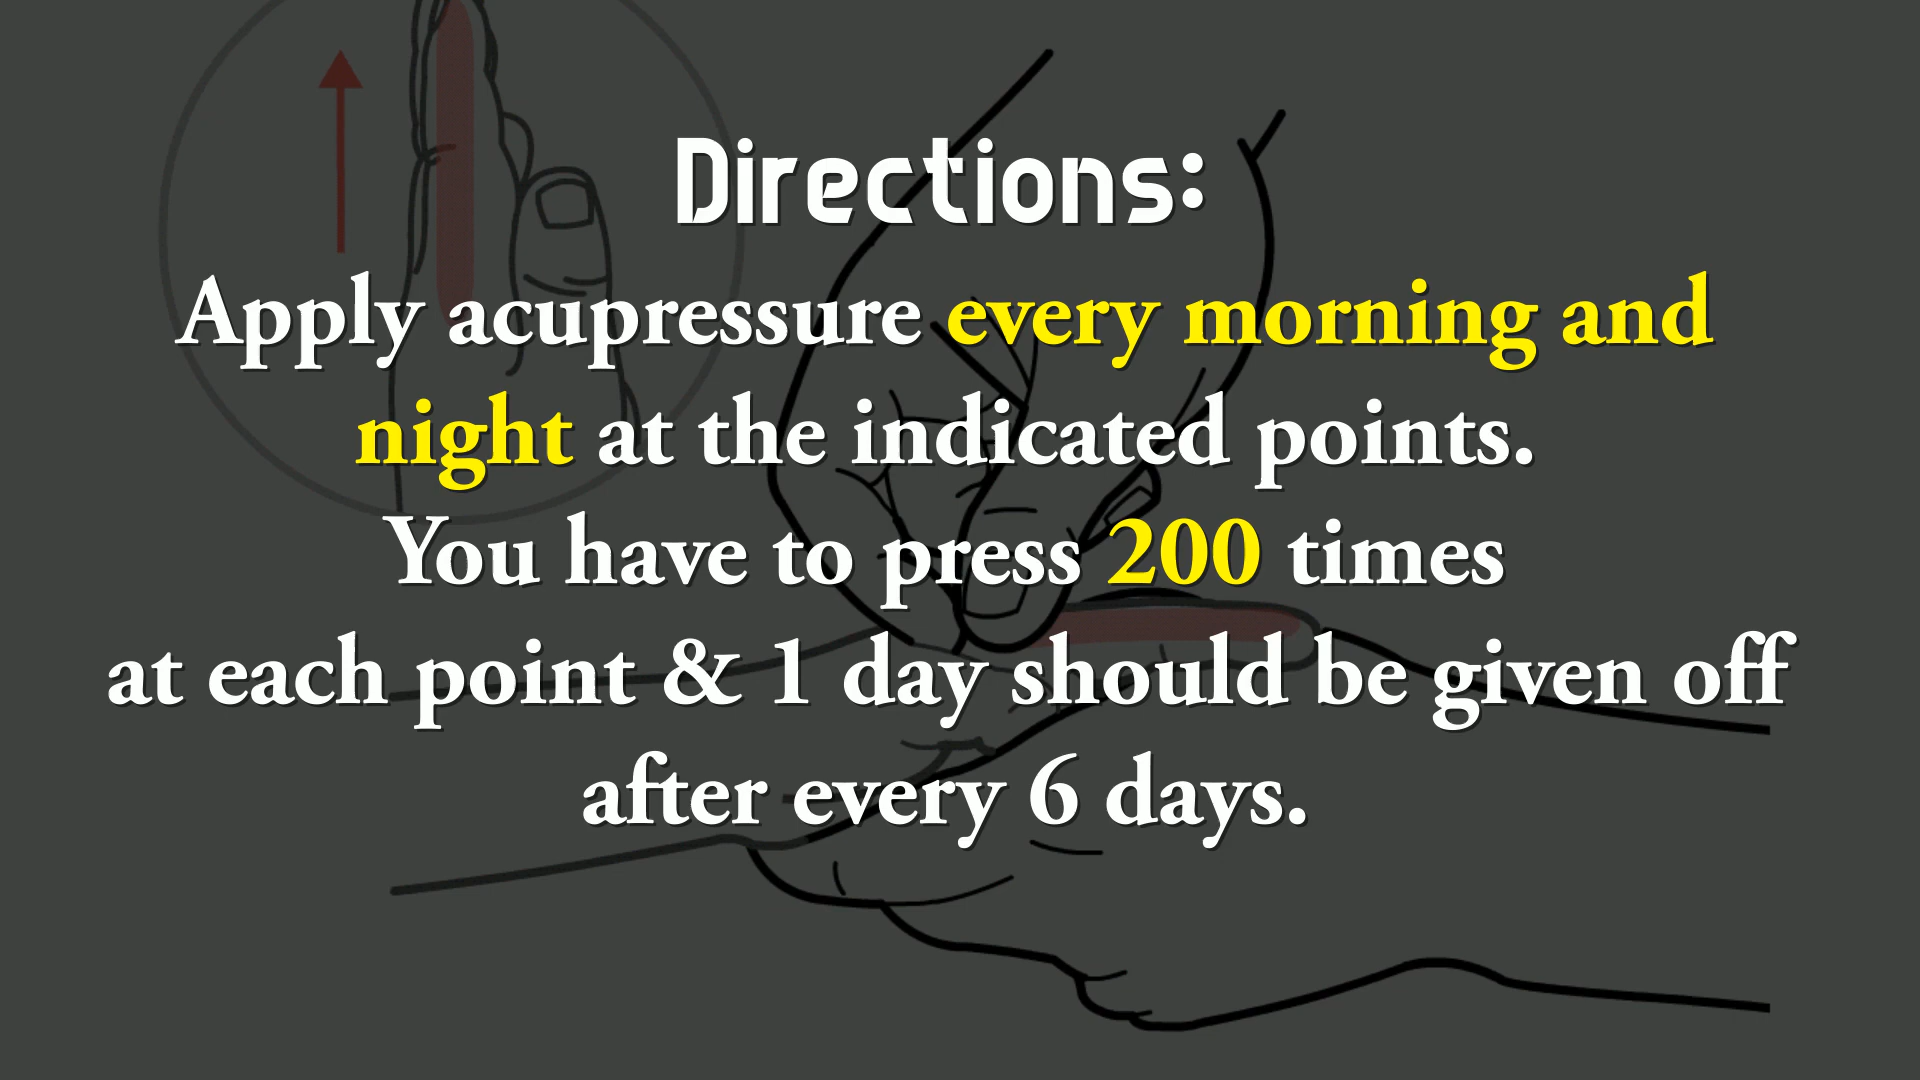 Directions:
Apply acupressure every morning and
night at the indicated points.
You have to press 200 times
at each point & 1 day should be given off
after every 6 days.